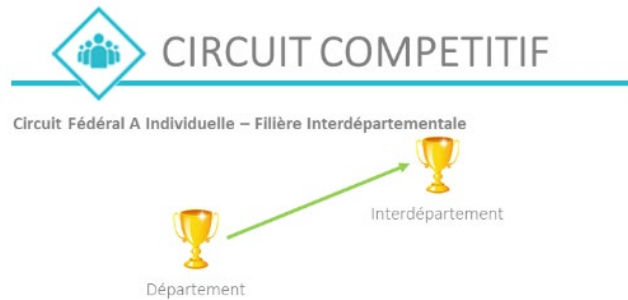 CIRCUIT COMPETITIF
Circuit Fédéral A Individuelle – Filière Interdépartementale
Interdépartement
Département